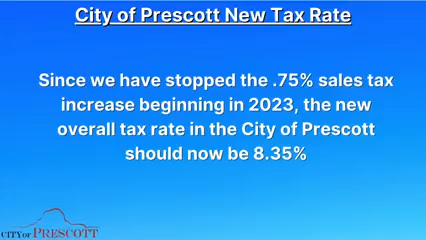 City of Prescott New Tax Rate
Since we have stopped the .75% sales tax
increase beginning in 2023, the new
overall tax rate in the City of Prescott
should now be 8.35%
CITY OF PRESCOTT